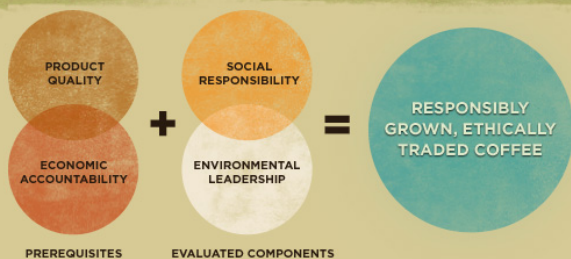 PRODUCT
QUALITY
ECONOMIC
ACCOUNTABILITY
PREREQUISITES
+
SOCIAL
RESPONSIBILITY
ENVIRONMENTAL
LEADERSHIP
EVALUATED COMPONENTS
=
RESPONSIBLY
GROWN, ETHICALLY
TRADED COFFEE